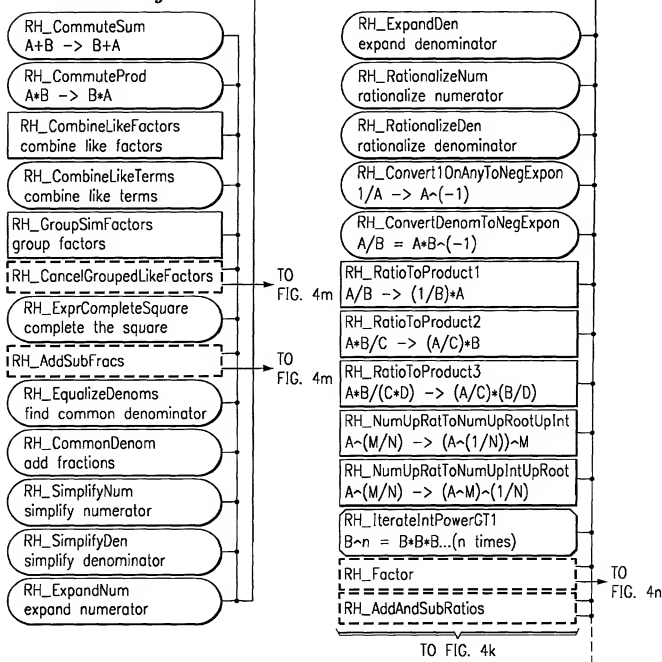 RH_CommuteSum
A+B -> B+A
RH_CommuteProd
A*B -> B*A
RH_CombineLikeFactors
combine like factors
RH_CombineLikeTerms
combine like terms
RH_GroupSimFactors
group factors
RH_CancelGroupedLikeFactors
TO
FIG. 4m
RH_ExprCompleteSquare
complete the square
RH_AddSubFracs
TO
FIG. 4m
RH_EqualizeDenoms
find common denominator
RH_CommonDenom
add fractions
RH_SimplifyNum
simplify numerator
RH_SimplifyDen
simplify denominator
RH_ExpandNum
expand numerator
RH_ExpandDen
expand denominator
RH_RationalizeNum
rationalize numerator
RH_RationalizeDen
rationalize denominator
RH_Convert1OnAnyToNegExpon
1/A -> A^(-1)
RH_ConvertDenomToNegExpon
A/B = A*B^(-1)
RH_RatioToProduct1
A/B -> (1/B)*A
RH_RatioToProduct2
A*B/C -> (A/C)*B
RH_RatioToProduct3
A*B/(C*D) -> (A/C)*(B/D)
RH_NumUpRatToNumUpRootUpInt
A^(M/N) -> (A^(1/N))^M
RH_NumUpRatToNumUpIntUpRoot
A^(M/N) -> (A^M)^(1/N)
RH_IterateIntPowerGT1
B^n = B*B*B...(n times)
RH_Factor
TO
FIG. 4n
RH_AddAndSubRatios
TO FIG. 4k